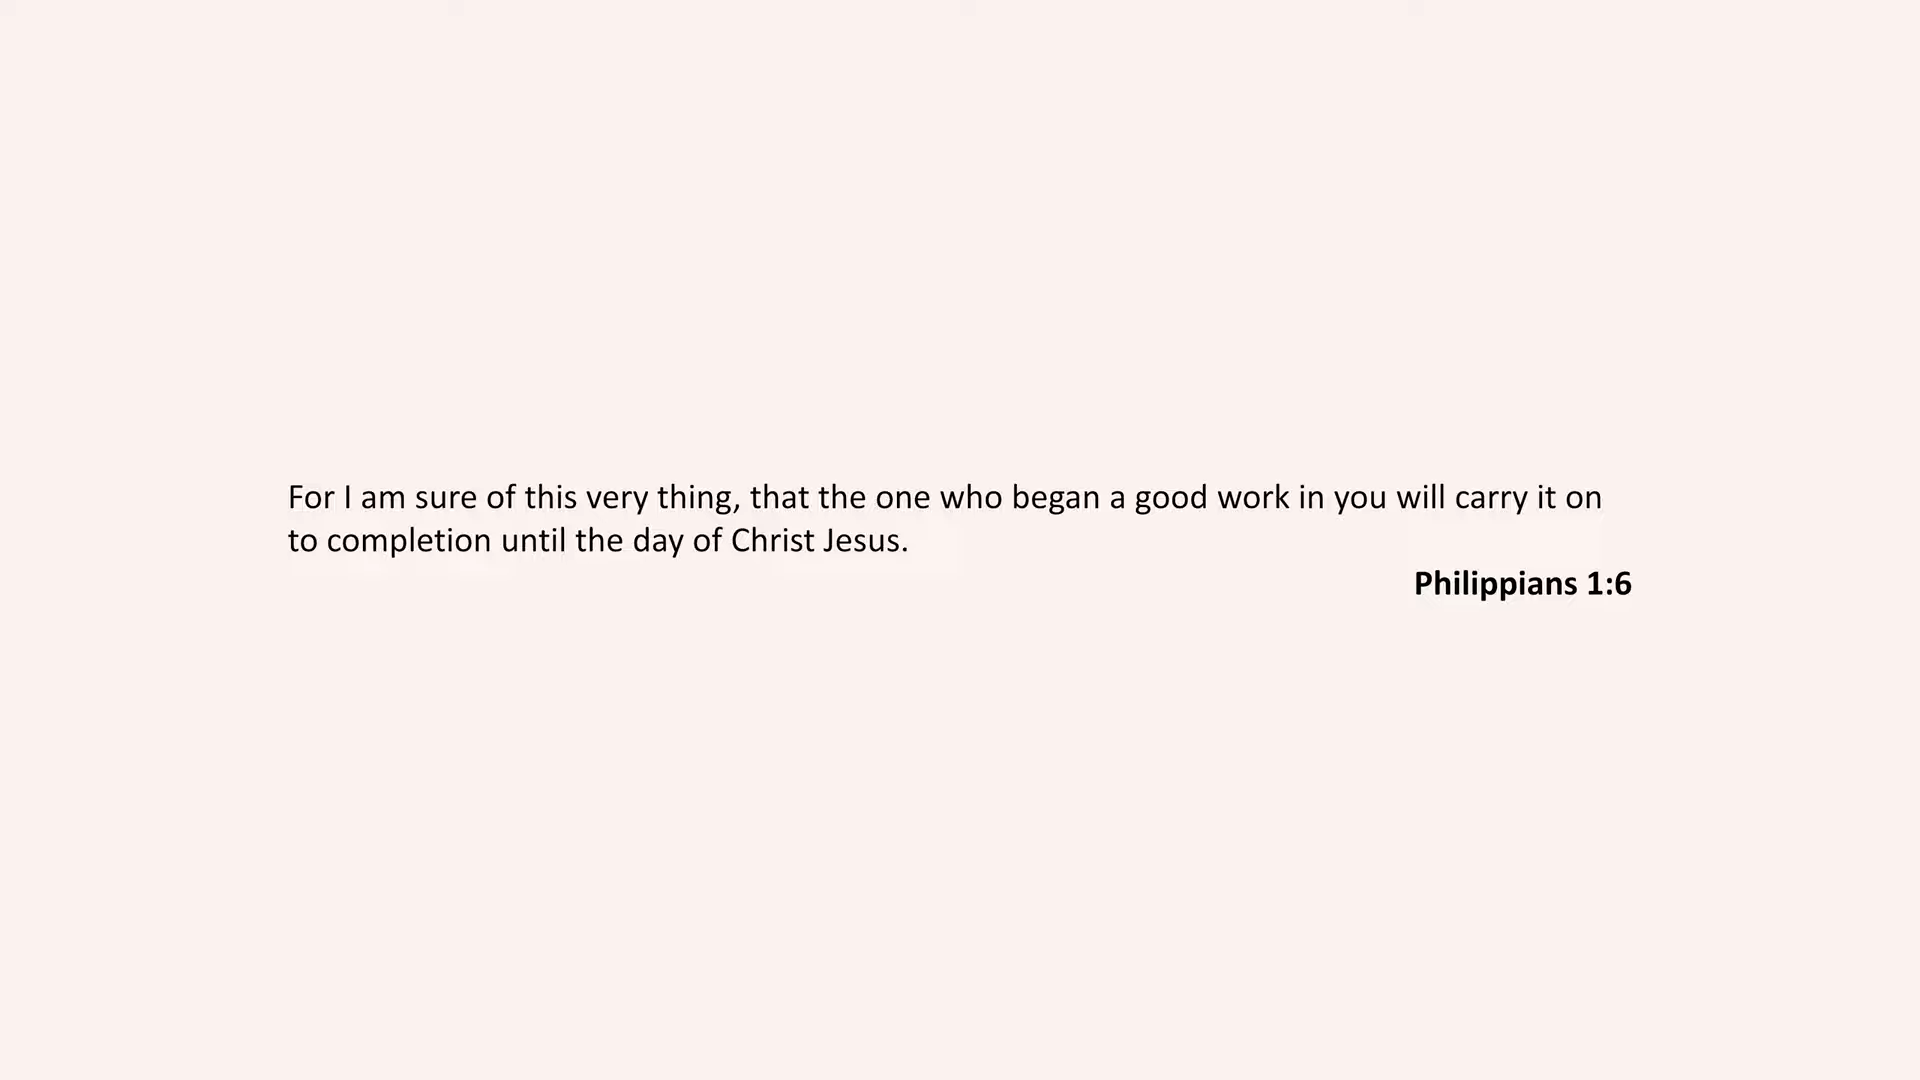 For I am sure of this very thing, that the one who began a good work in you will carry it on
to completion until the day of Christ Jesus.
Philippians 1:6